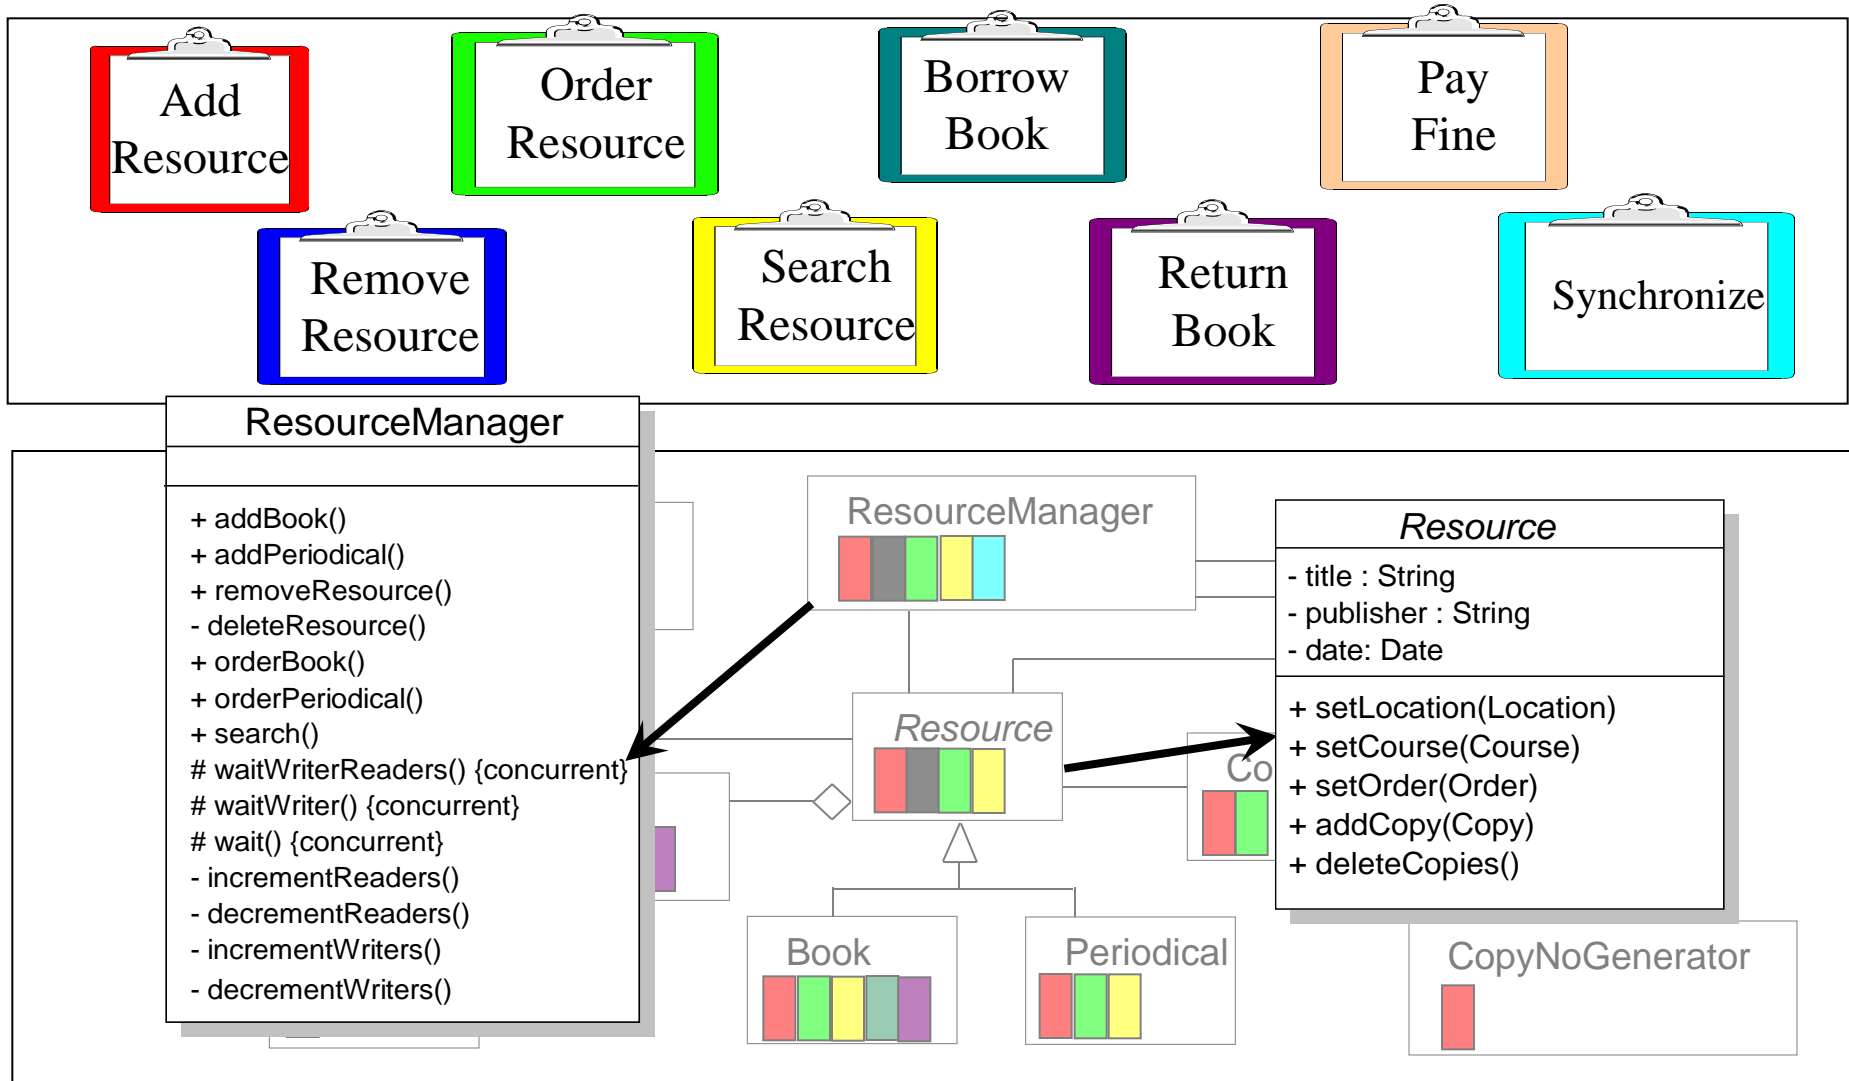 Add
Resource
Order
Resource
Borrow
Book
Pay
Fine
Remove
Resource
Search
Resource
Return
Book
Synchronize
ResourceManager
+ addBook()
+ addPeriodical()
+ removeResource()
- deleteResource()
+ orderBook()
+ orderPeriodical()
+ search()
# waitWriterReaders() {concurrent}
# waitWriter() {concurrent}
# wait() {concurrent}
- incrementReaders()
- decrementReaders()
- incrementWriters()
- decrementWriters()
ResourceManager
Resource
Co
Book
Periodical
Resource
- title : String
- publisher : String
- date: Date
+ setLocation(Location)
+ setCourse(Course)
+ setOrder(Order)
+ addCopy(Copy)
+ deleteCopies()
CopyNoGenerator